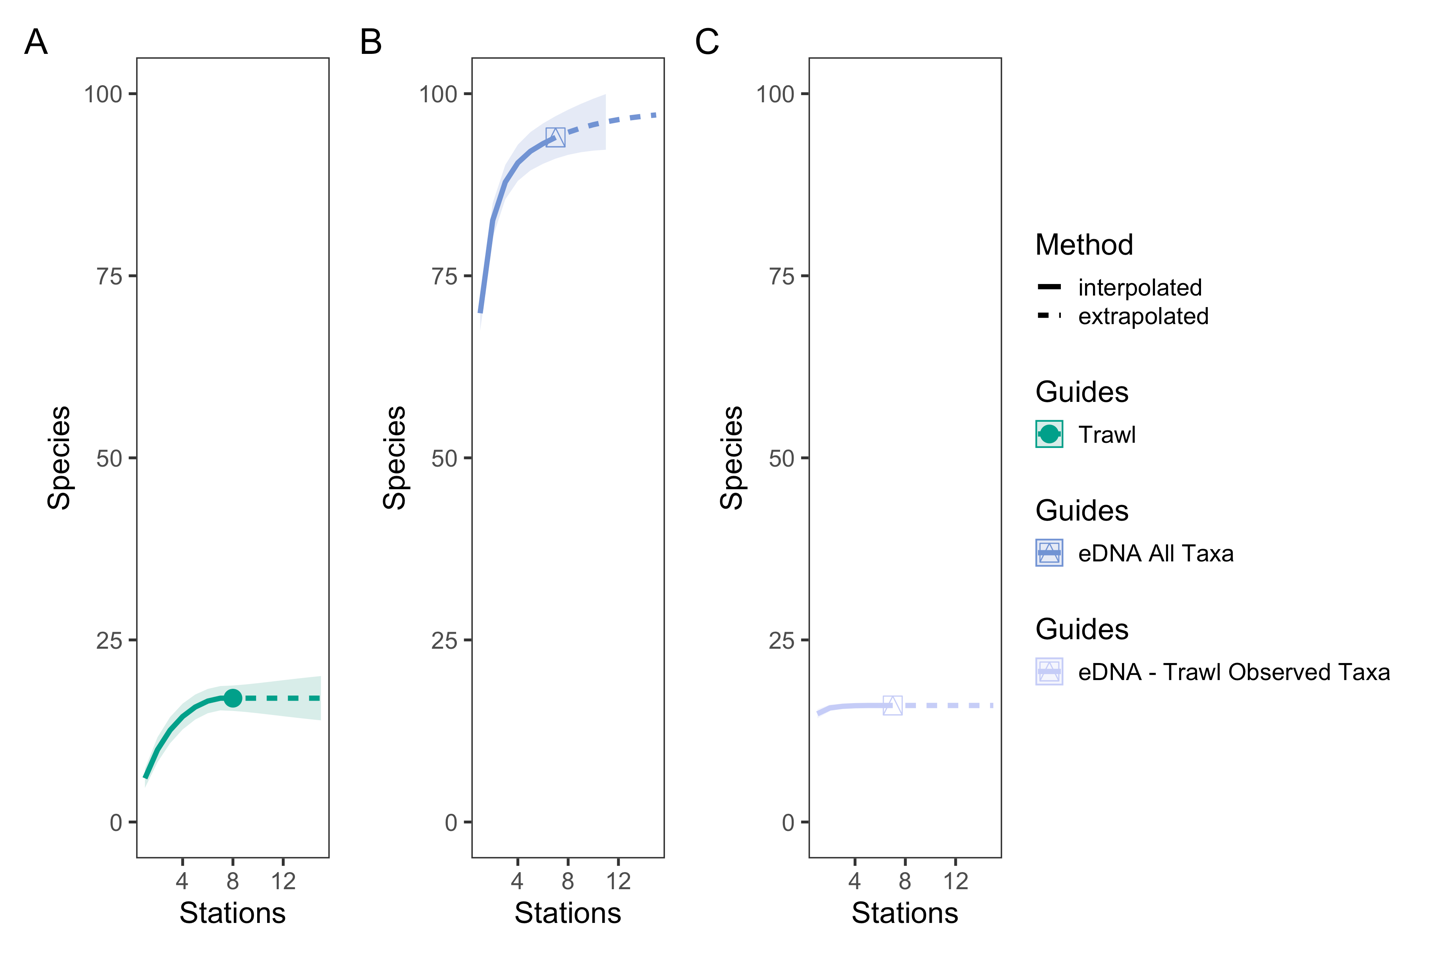 A
B
C
Species
100
75
50
25
0
4 8 12
Stations
Species
100
75
50
25
0
4 8 12
Stations
Species
100
75
50
25
0
4 8 12
Stations
Method
interpolated
extrapolated
Guides
Trawl
Guides
eDNA All Taxa
Guides
eDNA - Trawl Observed Taxa